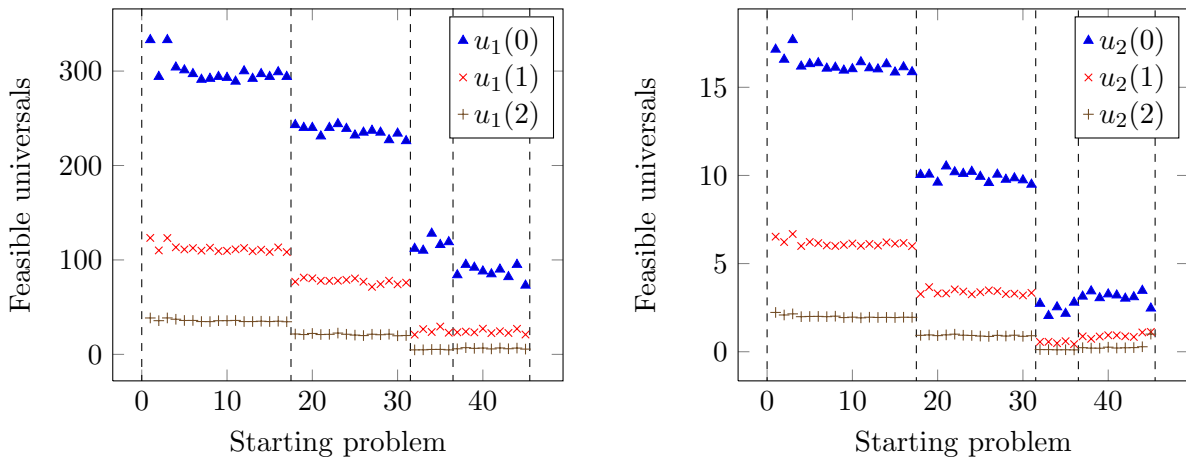 300
200
100
0
0
10
20
30
40
Feasible universals
Starting problem
u₁(0)
u₁(1)
u₁(2)
15
10
5
0
0
10
20
30
40
Feasible universals
Starting problem
u₂(0)
u₂(1)
u₂(2)